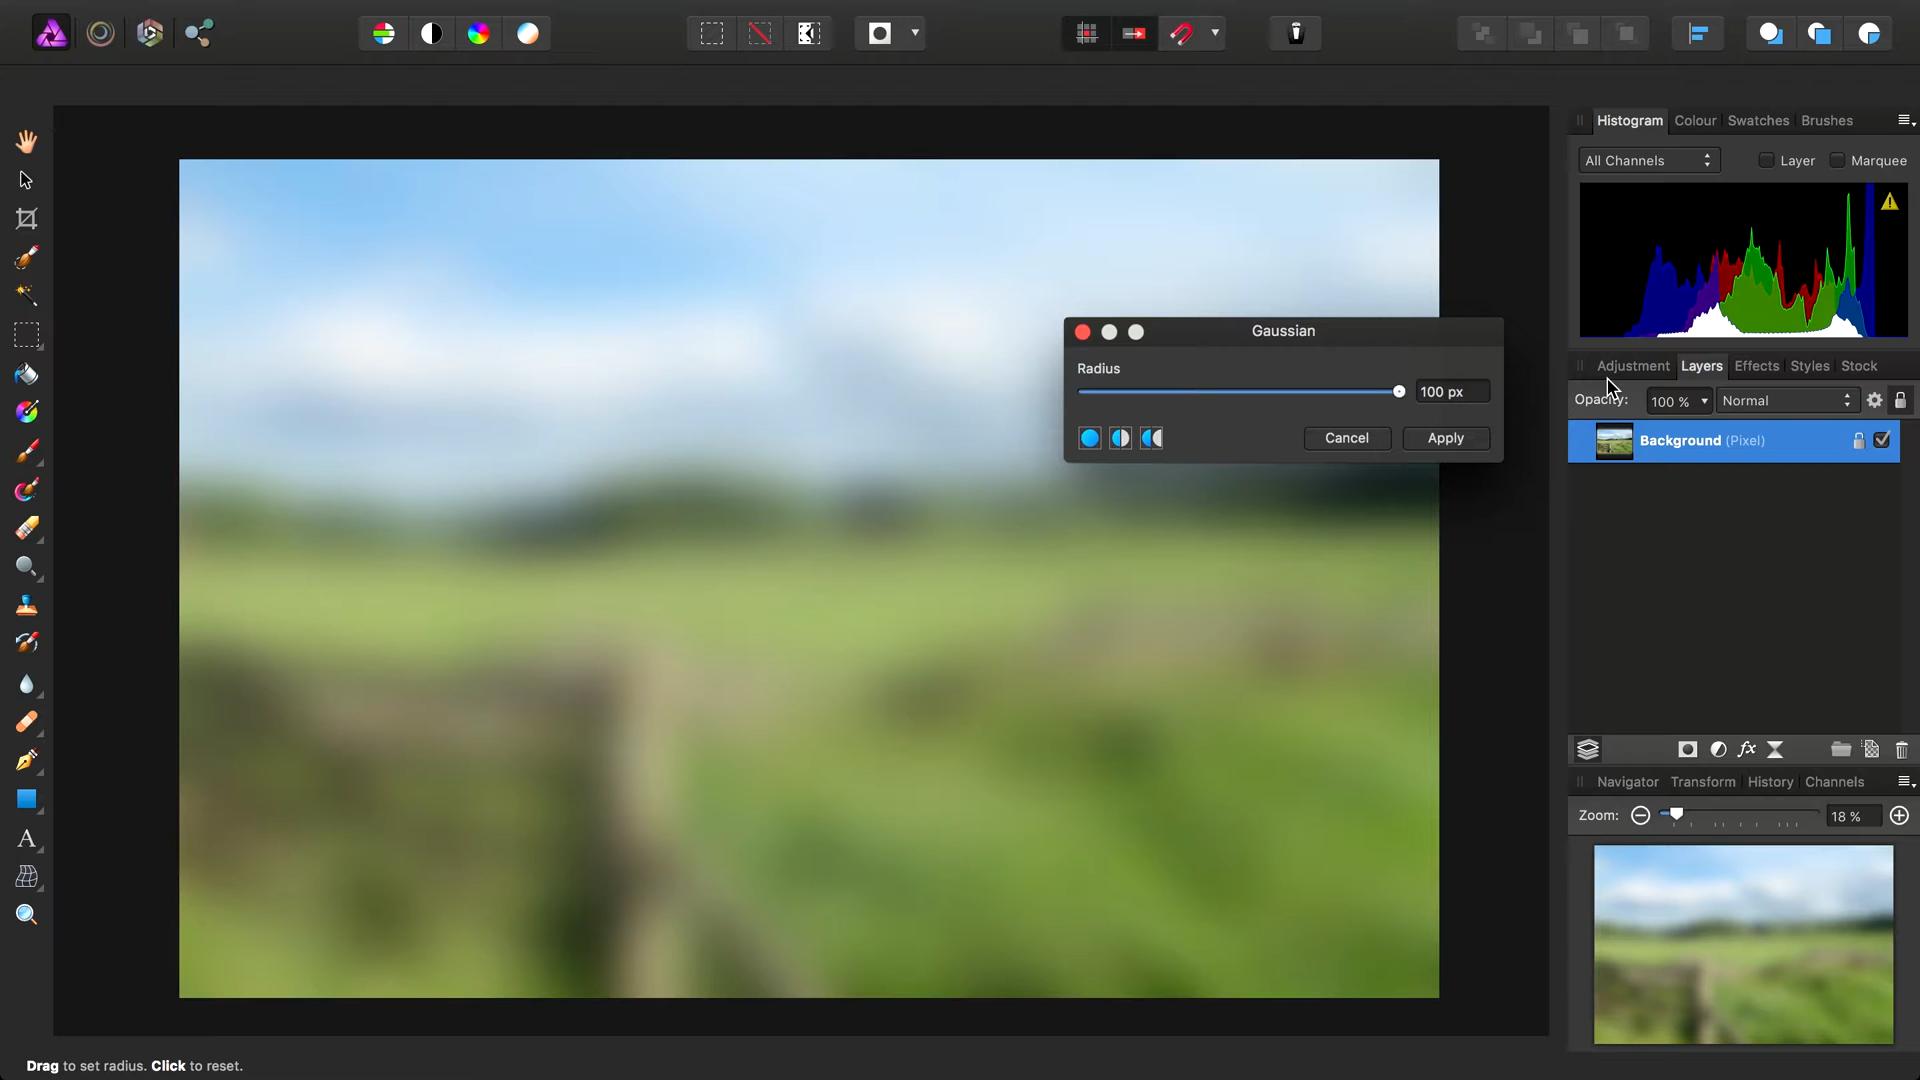 Histogram Colour Swatches Brushes
All Channels Layer Marquee
Gaussian
Radius
100 px
Cancel Apply
Adjustment Layers Effects Styles Stock
Opacity: 100 % Normal
Background (Pixel)
Navigator Transform History Channels
Zoom: 18 %
Drag to set radius. Click to reset.